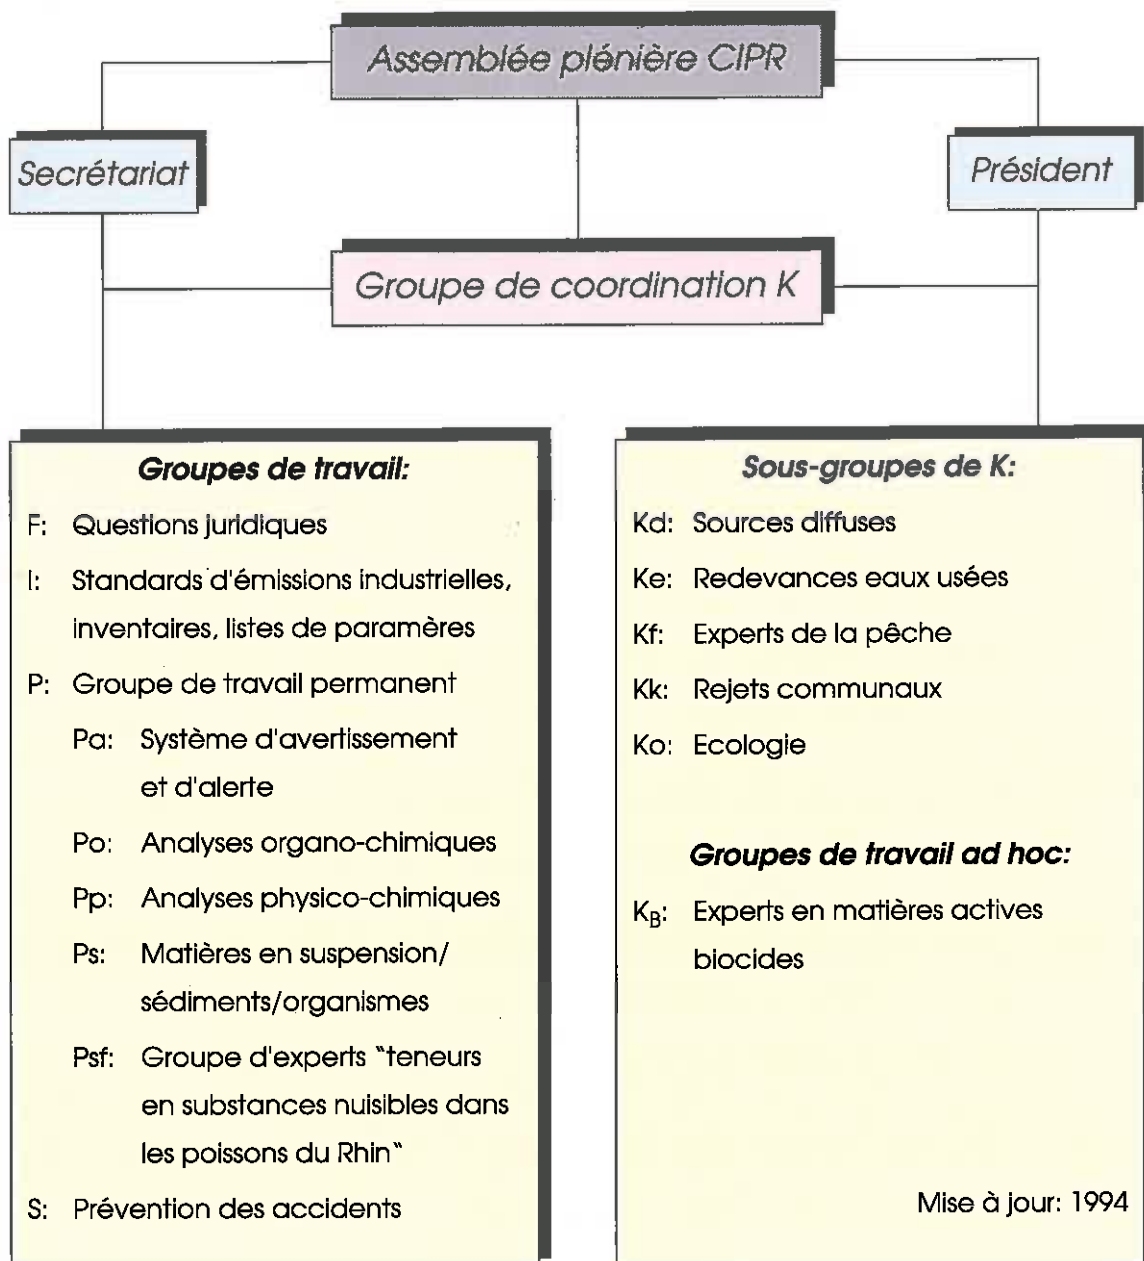 Assemblée plénière CIPR
Secrétariat
Président
Groupe de coordination K
Groupes de travail:
F: Questions juridiques
I: Standards d'émissions industrielles,
inventaires, listes de paramères
P: Groupe de travail permanent
Pa: Système d'avertissement
et d'alerte
Po: Analyses organo-chimiques
Pp: Analyses physico-chimiques
Ps: Matières en suspension/
sédiments/organismes
Psf: Groupe d'experts "teneurs
en substances nuisibles dans
les poissons du Rhin"
S: Prévention des accidents
Sous-groupes de K:
Kd: Sources diffuses
Ke: Redevances eaux usées
Kf: Experts de la pêche
Kk: Rejets communaux
Ko: Ecologie
Groupes de travail ad hoc:
KB: Experts en matières actives
biocides
Mise à jour: 1994